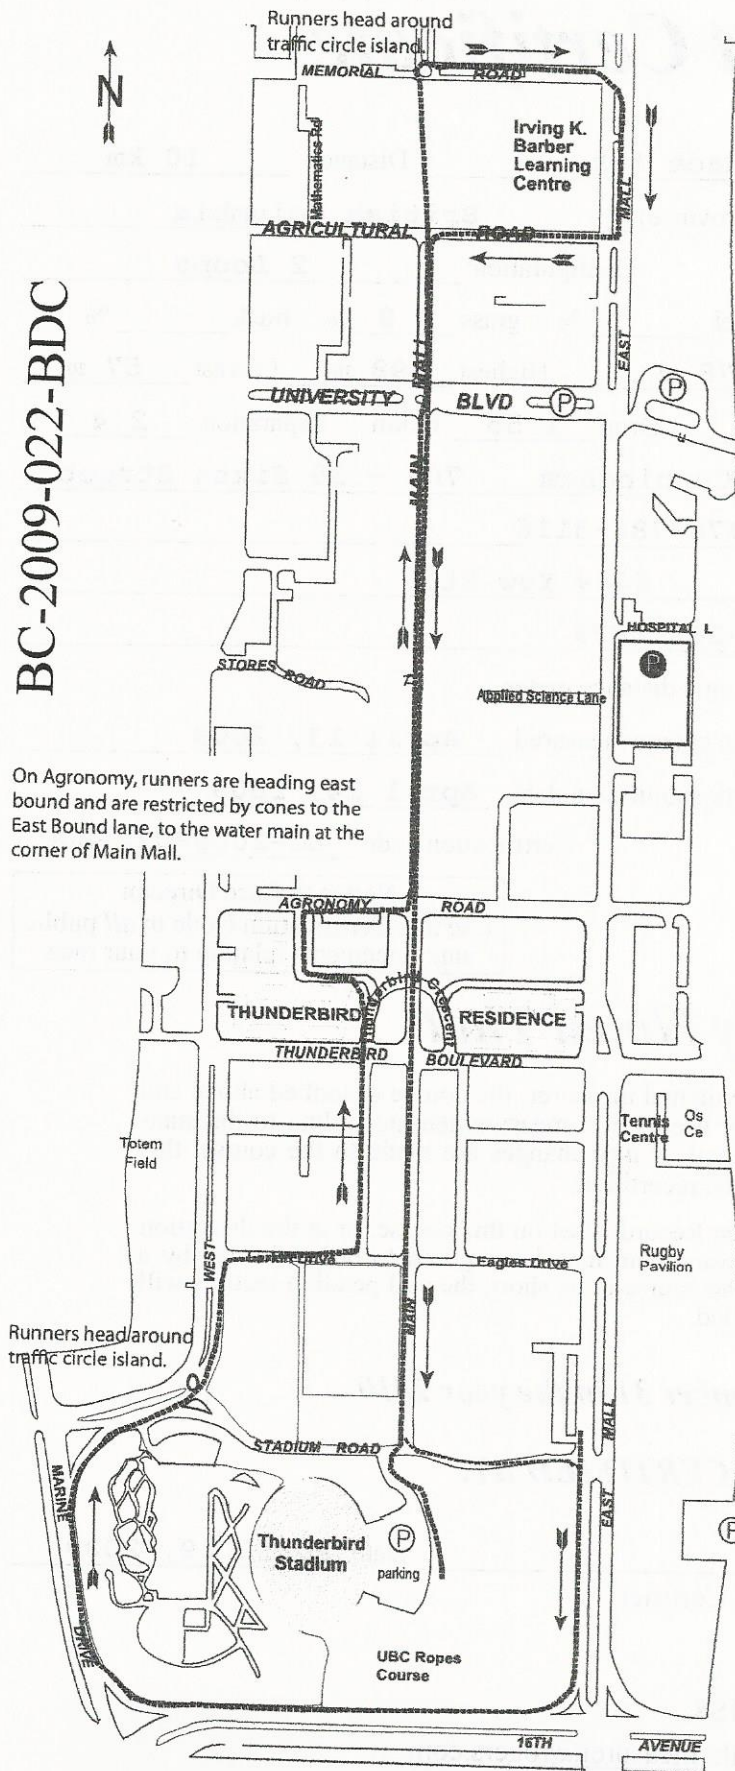 Runners head around
traffic circle island.
N
MEMORIAL ROAD
Irving K.
Barber
Learning
Centre
Mathematics Rd
MALL
AGRICULTURAL ROAD
MALL
EAST
UNIVERSITY BLVD P
P
BC-2009-022-BDC
MAIN
HOSPITAL L
P
STORES ROAD
Applied Science Lane
On Agronomy, runners are heading east
bound and are restricted by cones to the
East Bound lane, to the water main at the
corner of Main Mall.
AGRONOMY ROAD
Thunderbird Crescent
THUNDERBIRD RESIDENCE
THUNDERBIRD BOULEVARD
Totem
Field
Tennis
Centre
Os
Ce
WEST
Larkin Drive
Eagles Drive
Rugby
Pavilion
MAIN
Runners head around
traffic circle island.
STADIUM ROAD
MALL
MARINE
EAST
Thunderbird
Stadium
P
parking
P
DRIVE
UBC Ropes
Course
16TH AVENUE